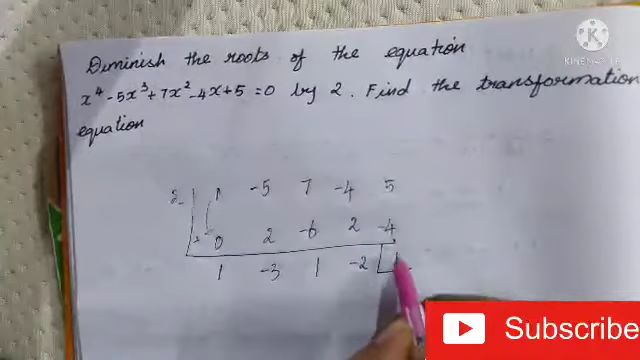 Diminish the roots of the equation
x⁴-5x³+7x²-4x+5=0 by 2. Find the transformation
equation
2 | 1 -5 7 -4 5
+ 0 2 -6 2 -4
1 -3 1 -2 1
KINEMASTER
Subscribe